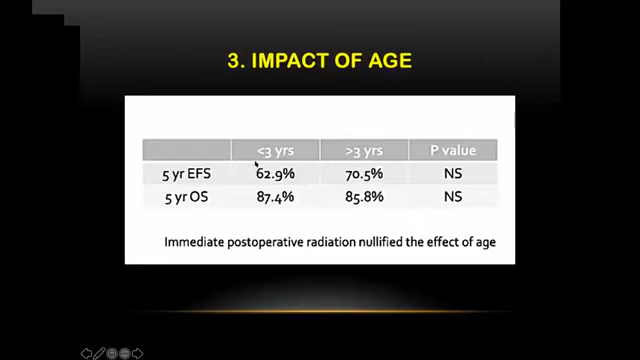 3. IMPACT OF AGE
<3 yrs >3 yrs P value
5 yr EFS 62.9% 70.5% NS
5 yr OS 87.4% 85.8% NS
Immediate postoperative radiation nullified the effect of age